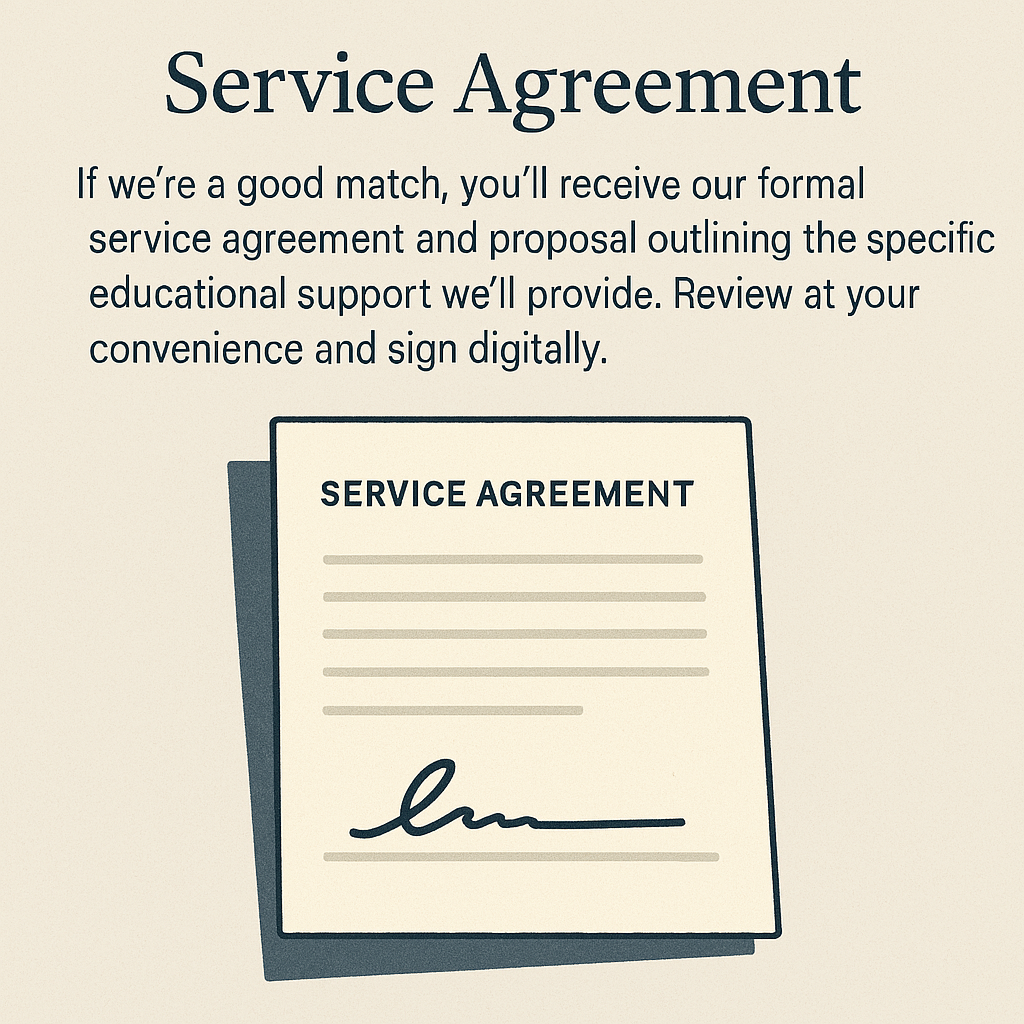 Service Agreement
If we’re a good match, you’ll receive our formal
service agreement and proposal outlining the specific
educational support we’ll provide. Review at your
convenience and sign digitally.
SERVICE AGREEMENT